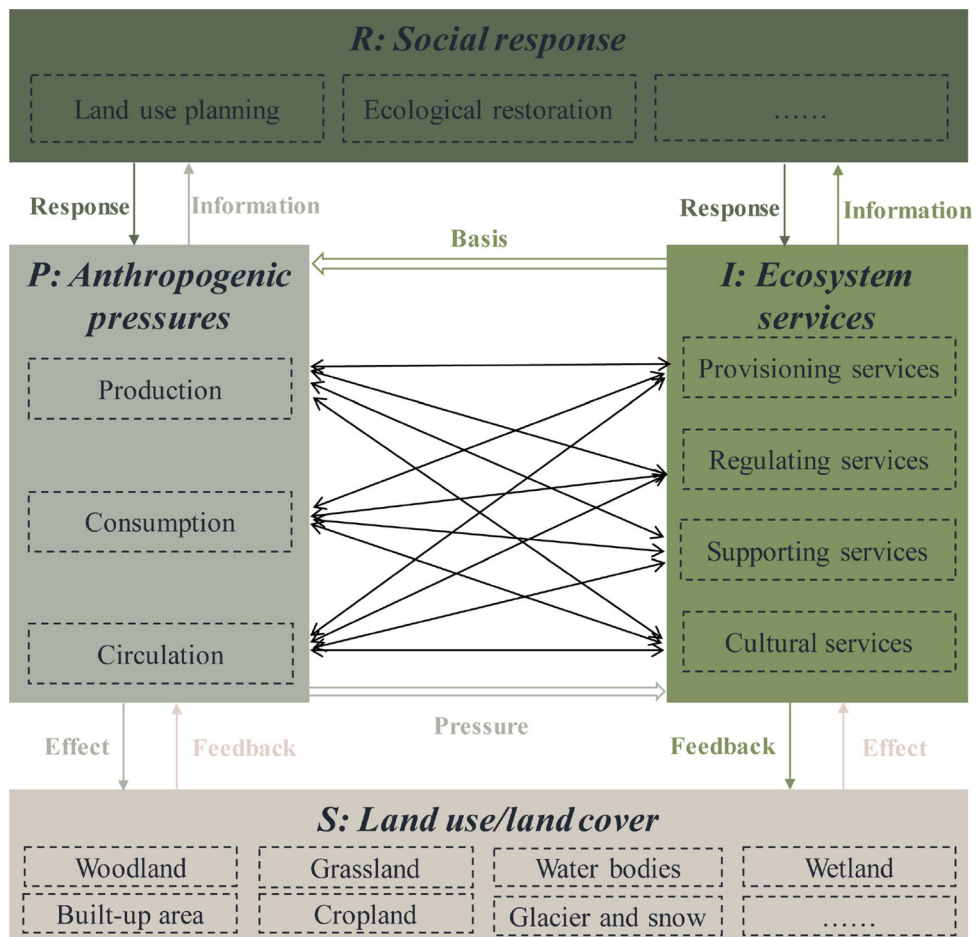 R: Social response
Land use planning
Ecological restoration
……
Response
Information
Response
Information
Basis
P: Anthropogenic
pressures
Production
Consumption
Circulation
I: Ecosystem
services
Provisioning services
Regulating services
Supporting services
Cultural services
Pressure
Effect
Feedback
Feedback
Effect
S: Land use/land cover
Woodland
Grassland
Water bodies
Wetland
Built-up area
Cropland
Glacier and snow
……